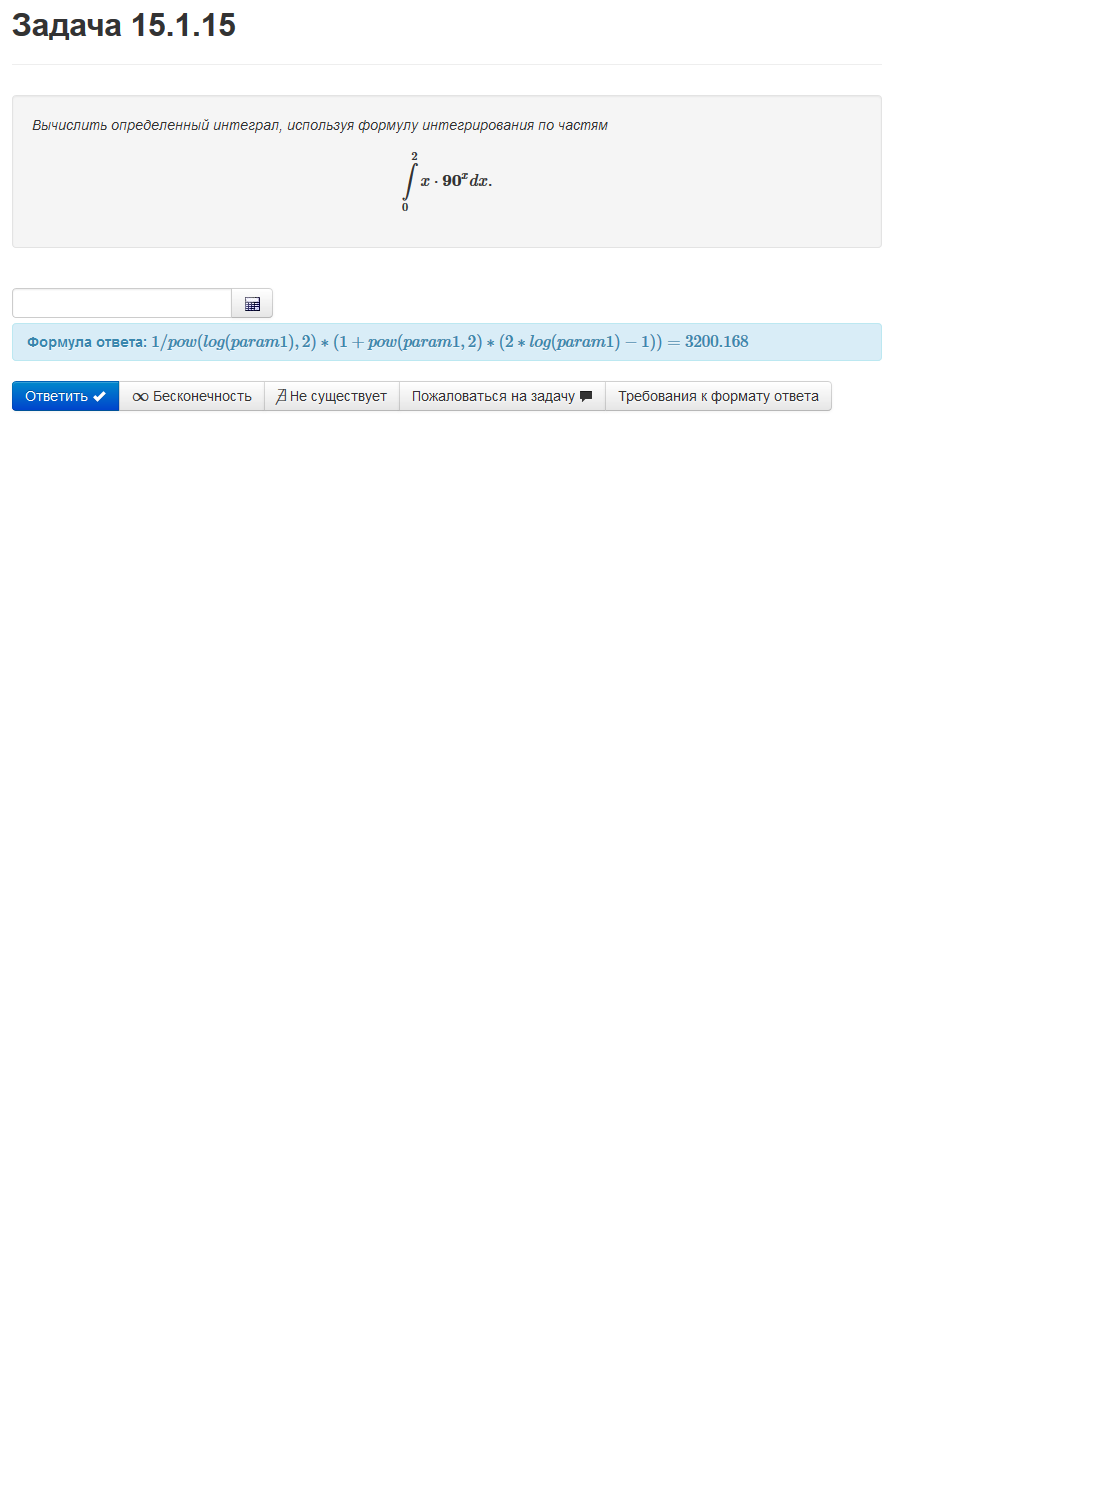 Задача 15.1.15
Вычислить определенный интеграл, используя формулу интегрирования по частям
2
∫ x · 90^x dx.
0
Формула ответа: 1/pow(log(param1), 2) ∗ (1 + pow(param1, 2) ∗ (2 ∗ log(param1) − 1)) = 3200.168
Ответить ✔ ∞ Бесконечность ∄ Не существует Пожаловаться на задачу Требования к формату ответа